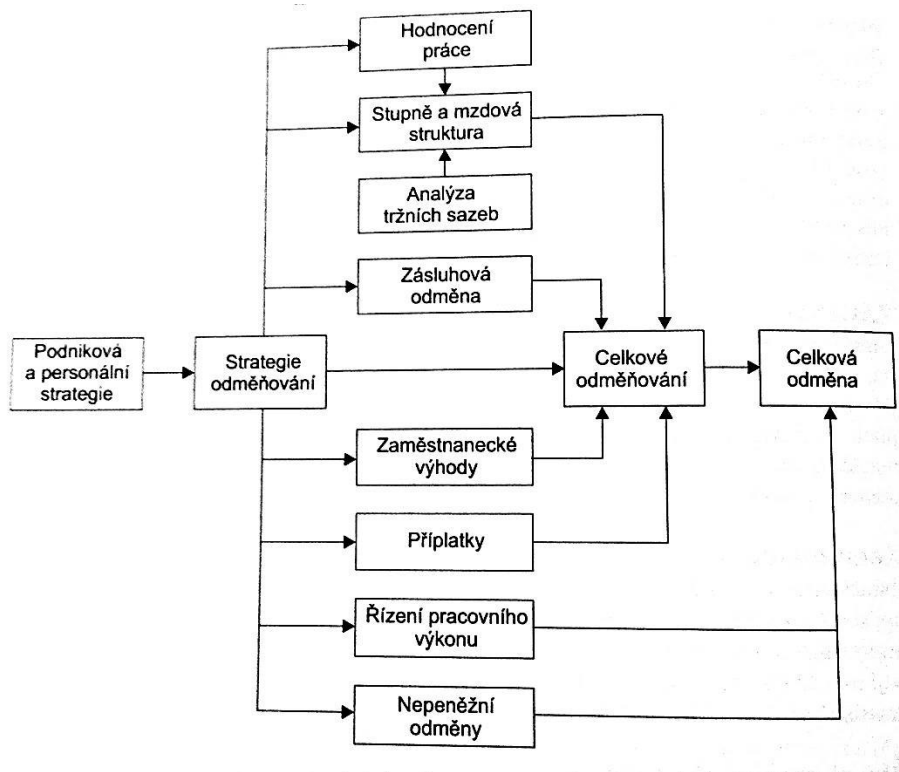 Hodnocení
práce
Stupně a mzdová
struktura
Analýza
tržních sazeb
Zásluhová
odměna
Podniková
a personální
strategie
Strategie
odměňování
Celkové
odměňování
Celková
odměna
Zaměstnanecké
výhody
Příplatky
Řízení pracovního
výkonu
Nepeněžní
odměny